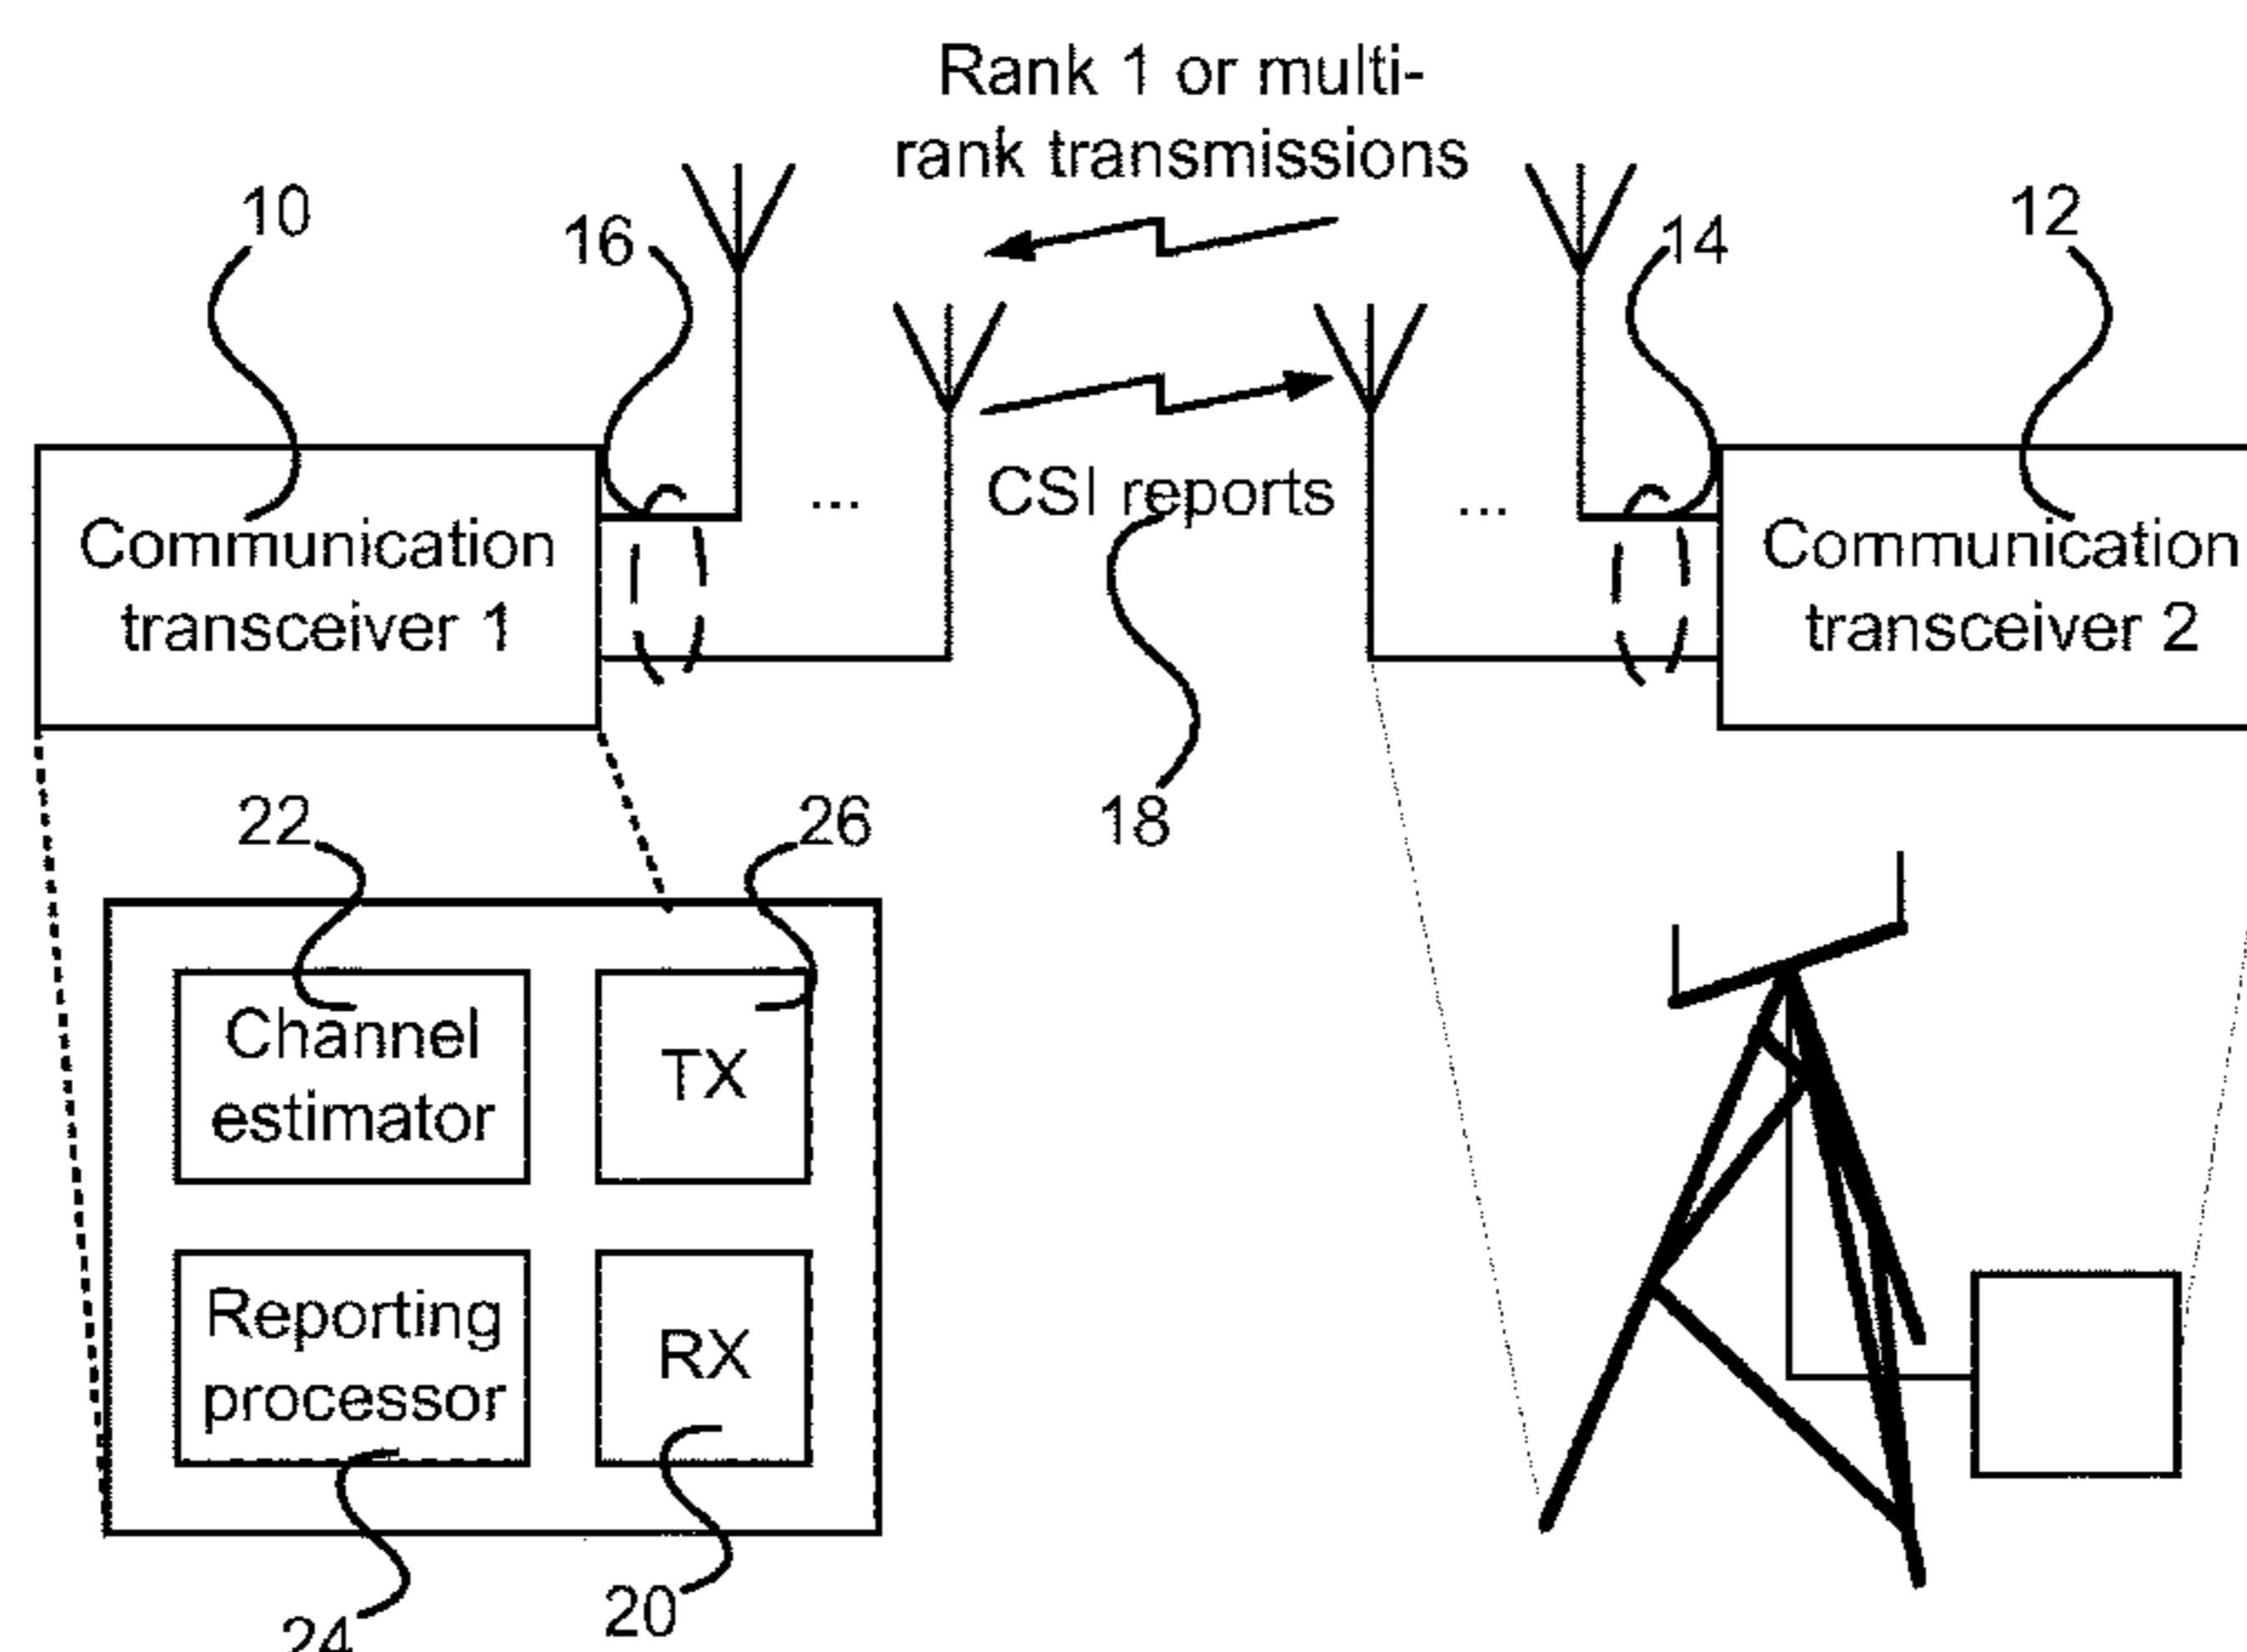 Rank 1 or multi-
rank transmissions
10
16
14
12
...
CSI reports
...
Communication
transceiver 1
Communication
transceiver 2
22
26
18
Channel
estimator
TX
Reporting
processor
RX
20
24